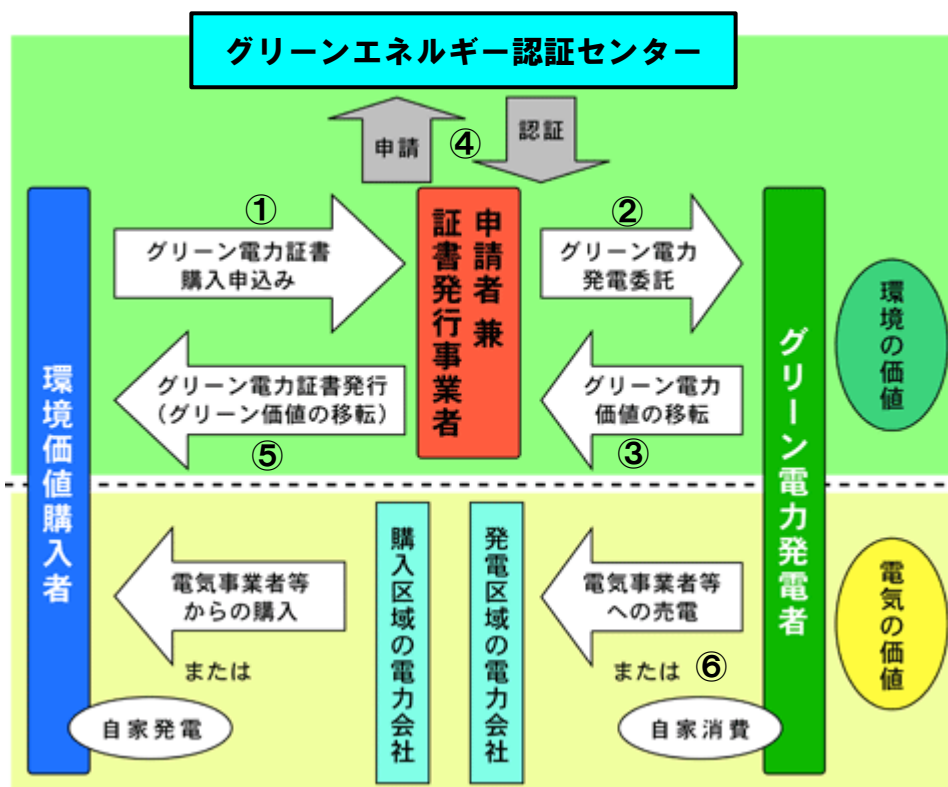 グリーンエネルギー認証センター
申請
④
認証
①
グリーン電力証書
購入申込み
②
グリーン電力
発電委託
申請者 兼
証書発行事業者
グリーン電力証書発行
(グリーン価値の移転)
⑤
グリーン電力
価値の移転
③
環境価値購入者
グリーン電力発電者
環境の価値
電気事業者等
からの購入
または
自家発電
購入区域の電力会社
発電区域の電力会社
電気事業者等
への売電
または ⑥
自家消費
電気の価値